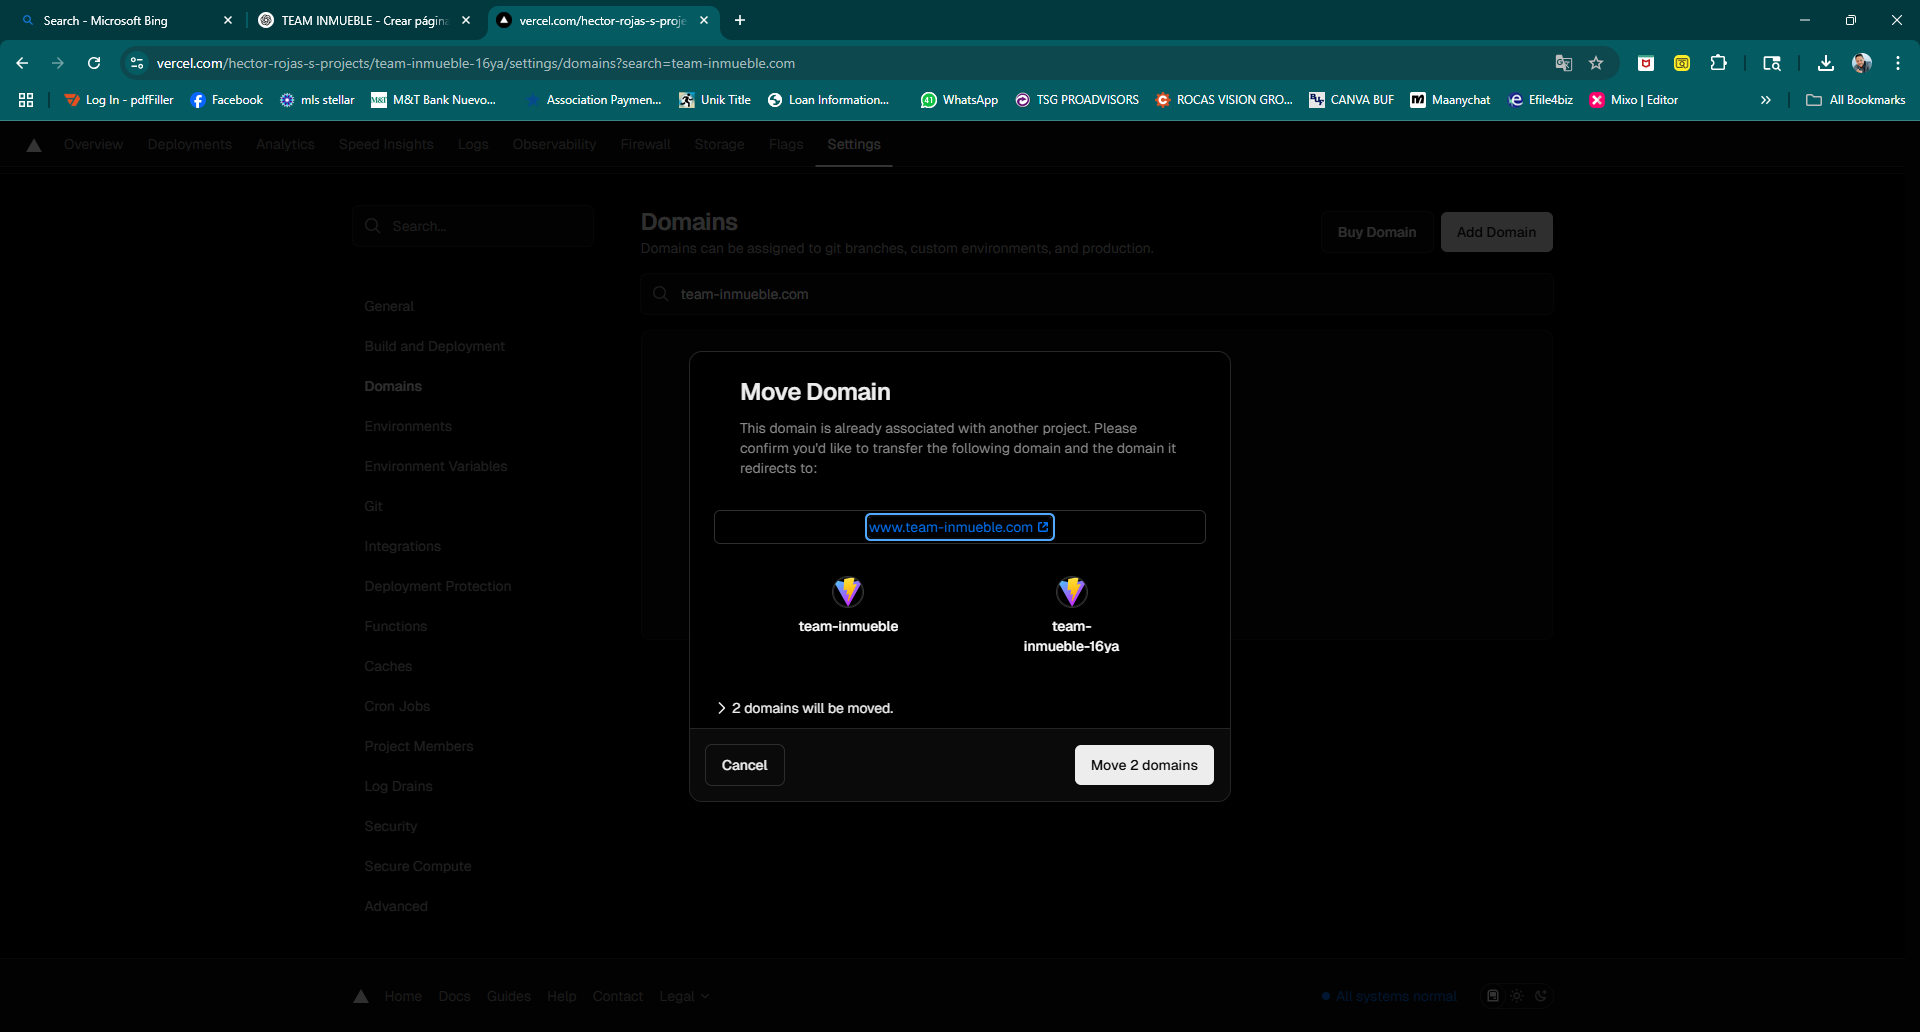 Search - Microsoft Bing
TEAM INMUEBLE - Crear página
vercel.com/hector-rojas-s-proje
vercel.com/hector-rojas-s-projects/team-inmueble-16ya/settings/domains?search=team-inmueble.com
Log In - pdfFiller
Facebook
mls stellar
M&T Bank Nuevo...
Association Paymen...
Unik Title
Loan Information...
WhatsApp
TSG PROADVISORS
ROCAS VISION GRO...
CANVA BUF
Maanychat
Efile4biz
Mixo | Editor
All Bookmarks
Overview
Deployments
Analytics
Speed Insights
Logs
Observability
Firewall
Storage
Flags
Settings
Search...
General
Build and Deployment
Domains
Environments
Environment Variables
Git
Integrations
Deployment Protection
Functions
Caches
Cron Jobs
Project Members
Log Drains
Security
Secure Compute
Advanced
Domains
Domains can be assigned to git branches, custom environments, and production.
Buy Domain
Add Domain
team-inmueble.com
Move Domain
This domain is already associated with another project. Please
confirm you'd like to transfer the following domain and the domain it
redirects to:
www.team-inmueble.com
team-inmueble
team-
inmueble-16ya
2 domains will be moved.
Cancel
Move 2 domains
Home
Docs
Guides
Help
Contact
Legal
All systems normal